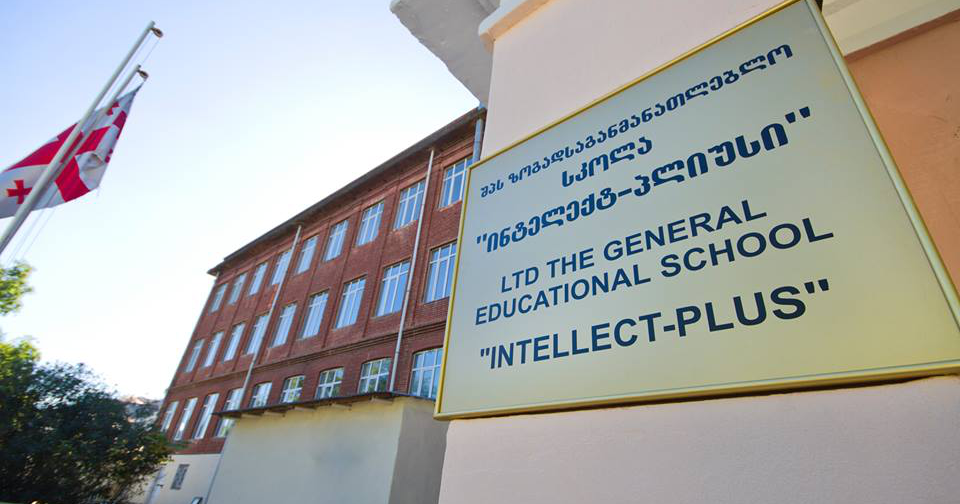 შპს ზოგადსაგანმანათლებლო
სკოლა
"ინტელექტ-პლიუსი"
LTD THE GENERAL
EDUCATIONAL SCHOOL
"INTELLECT-PLUS"